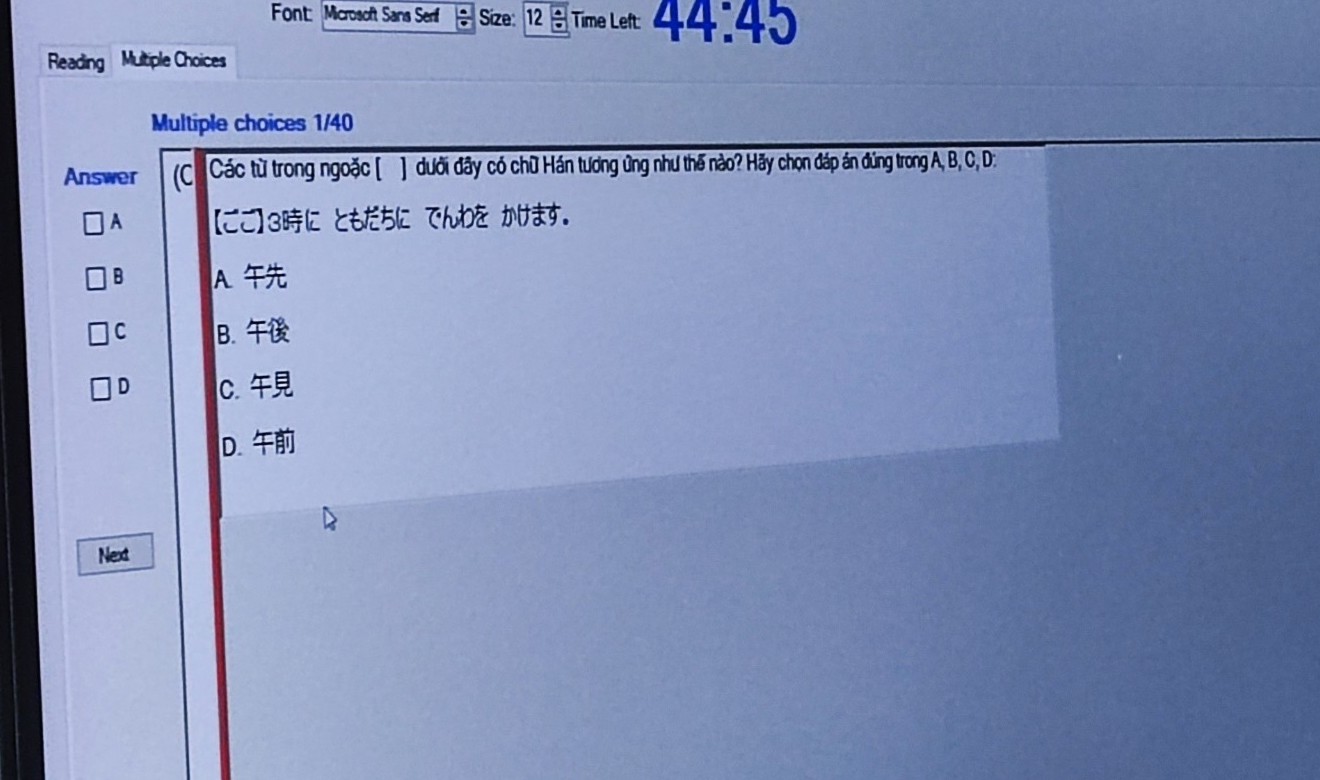 Font: Microsoft Sans Serif Size: 12 Time Left: 44:45
Reading Multiple Choices
Multiple choices 1/40
Answer
(C Các từ trong ngoặc [ ] dưới đây có chữ Hán tương ứng như thế nào? Hãy chọn đáp án đúng trong A, B, C, D:
【ごご】3時に ともだちに でんわを かけます。
A
A. 午先
B
B. 午後
C
C. 午見
D
D. 午前
Next